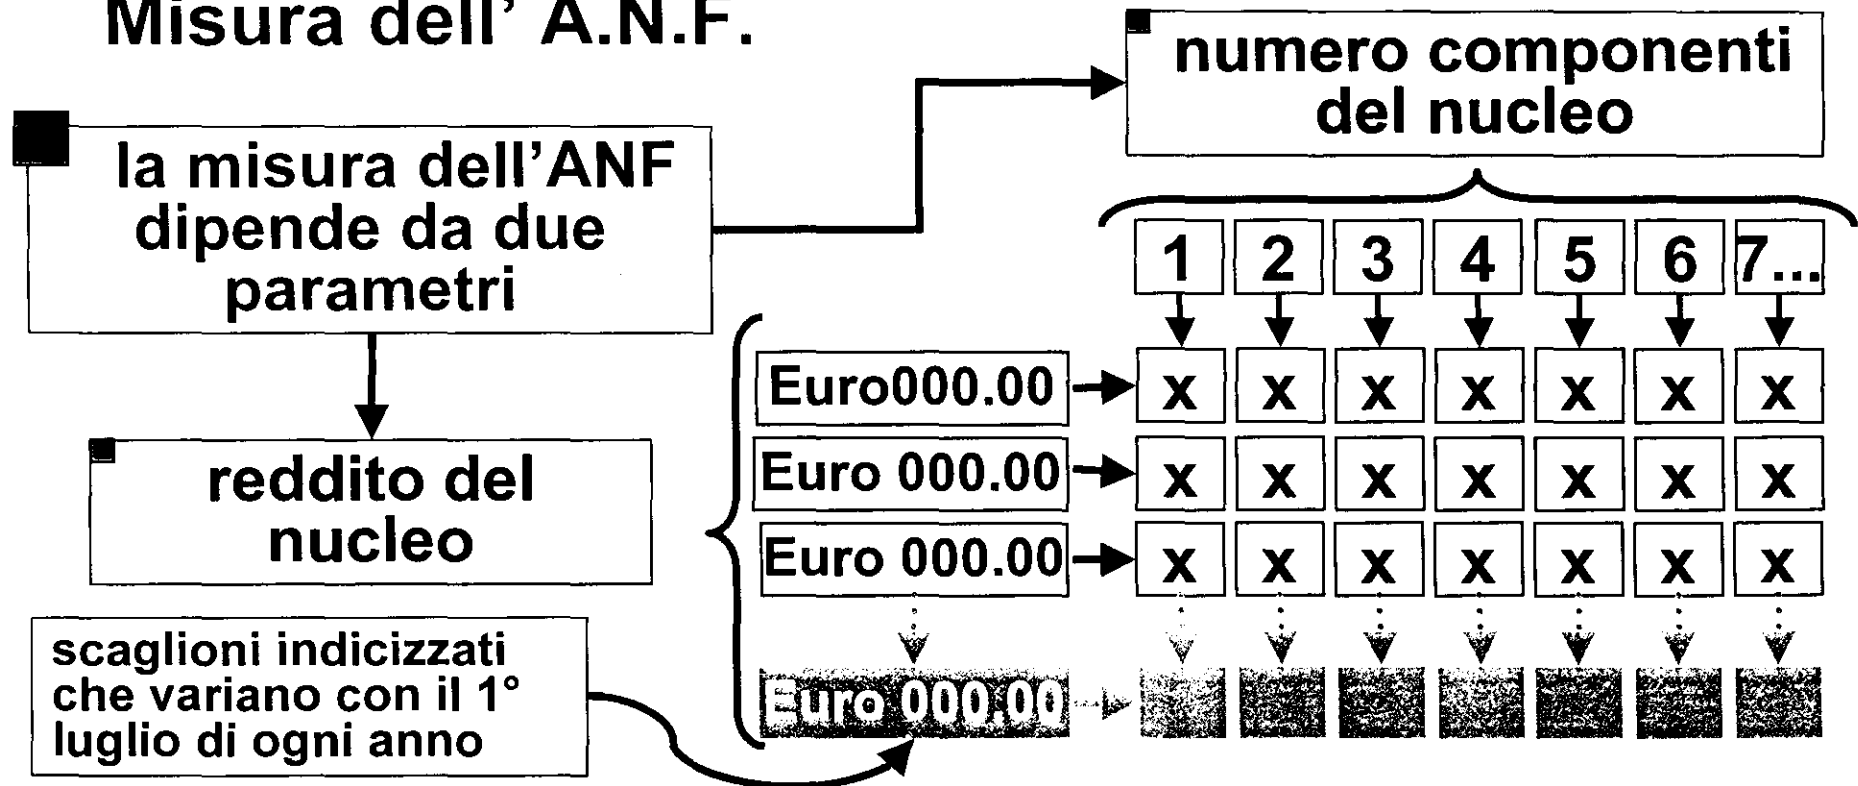 Misura dell' A.N.F.
numero componenti
del nucleo
la misura dell'ANF
dipende da due
parametri
1 2 3 4 5 6 7...
Euro000.00 x x x x x x x
Euro 000.00 x x x x x x x
Euro 000.00 x x x x x x x
Euro 000.00
reddito del
nucleo
scaglioni indicizzati
che variano con il 1°
luglio di ogni anno